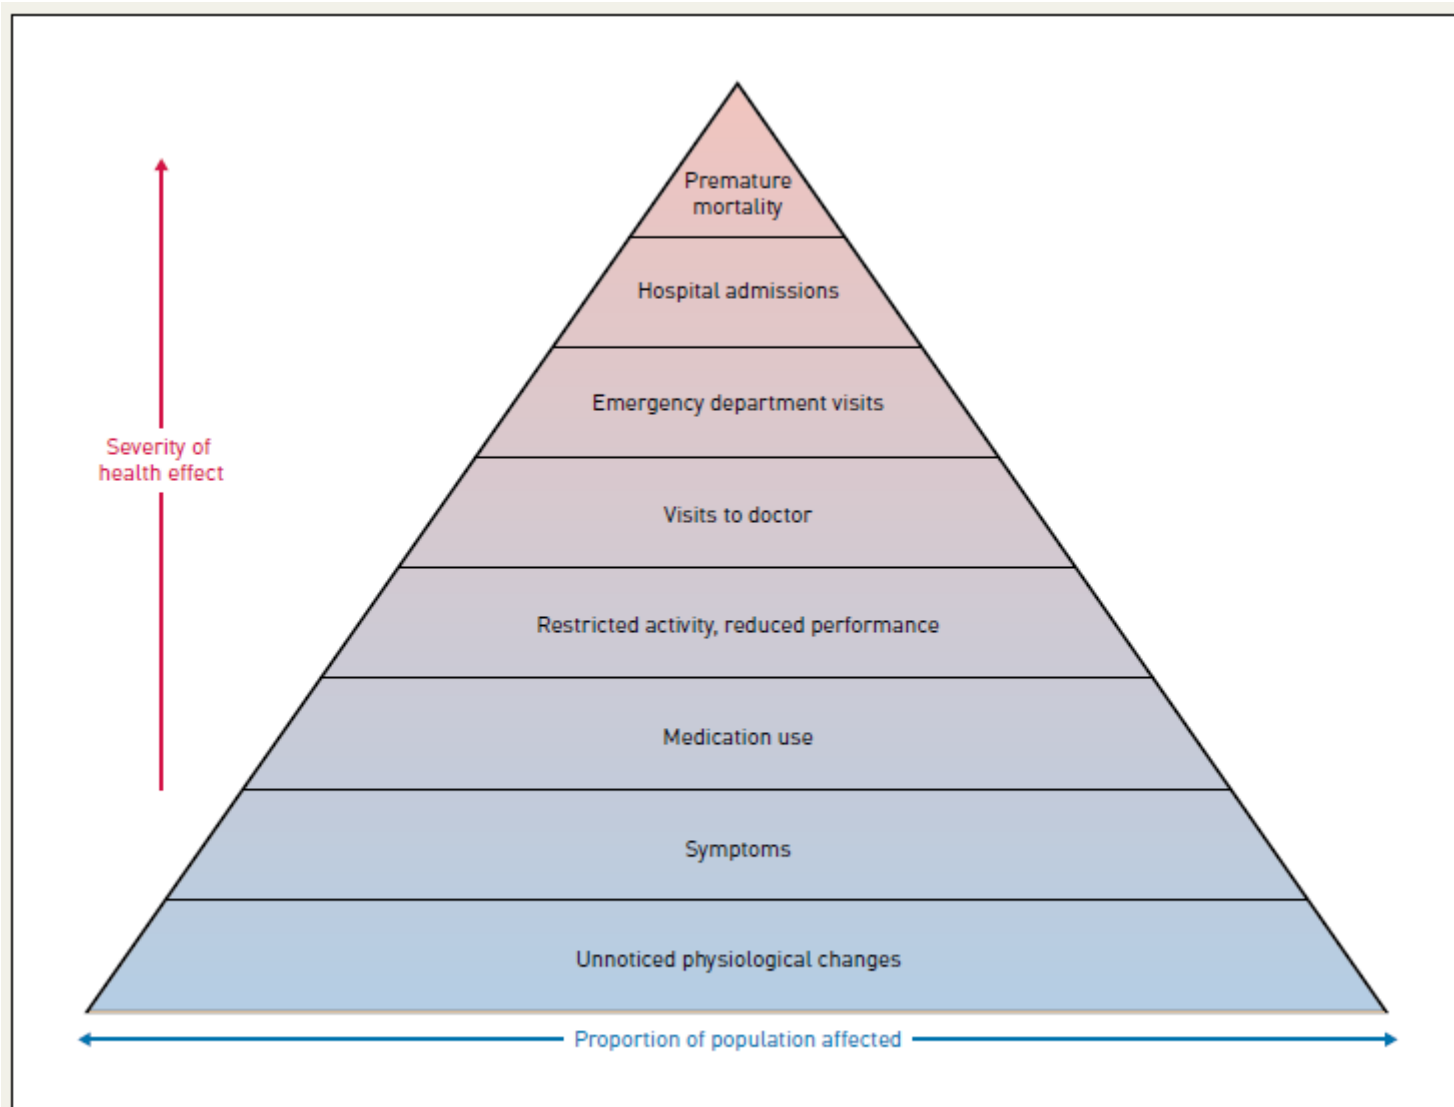 Premature
mortality
Hospital admissions
Emergency department visits
Severity of
health effect
Visits to doctor
Restricted activity, reduced performance
Medication use
Symptoms
Unnoticed physiological changes
Proportion of population affected